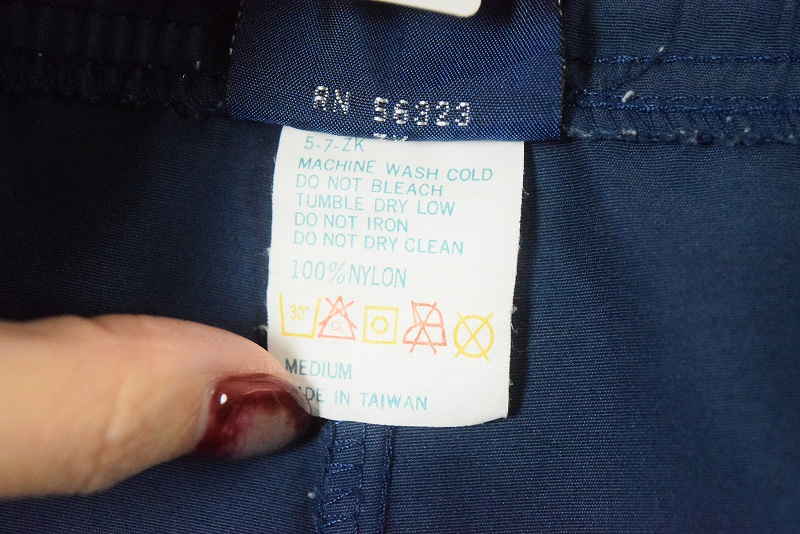 RN 56323
5-7-ZK
MACHINE WASH COLD
DO NOT BLEACH
TUMBLE DRY LOW
DO NOT IRON
DO NOT DRY CLEAN
100% NYLON
30° CL
MEDIUM
ADE IN TAIWAN